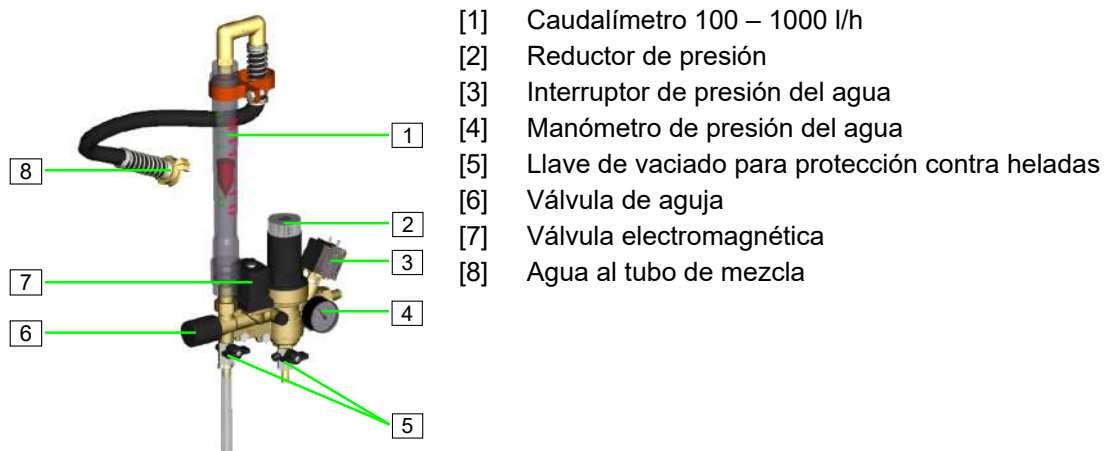 [1] Caudalímetro 100 – 1000 l/h
[2] Reductor de presión
[3] Interruptor de presión del agua
[4] Manómetro de presión del agua
[5] Llave de vaciado para protección contra heladas
[6] Válvula de aguja
[7] Válvula electromagnética
[8] Agua al tubo de mezcla
1
8
2
3
7
4
6
5